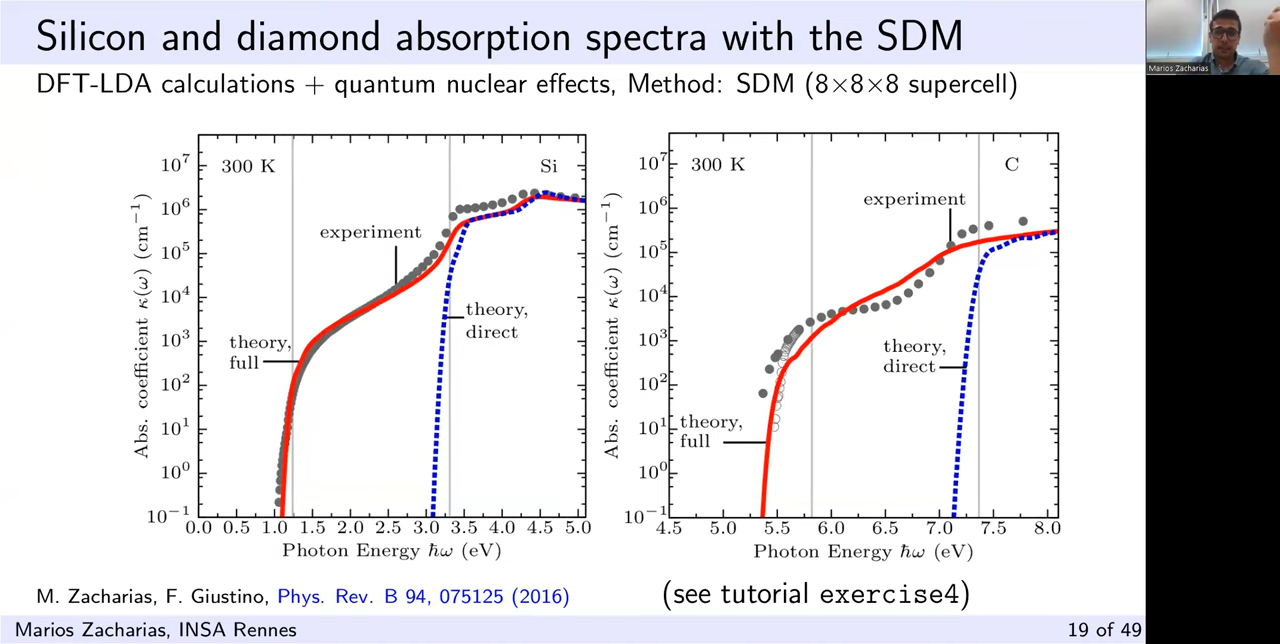 Silicon and diamond absorption spectra with the SDM
Marios Zacharias
DFT-LDA calculations + quantum nuclear effects, Method: SDM (8×8×8 supercell)
Abs. coefficient κ(ω) (cm⁻¹)
10⁷
10⁶
10⁵
10⁴
10³
10²
10¹
10⁰
10⁻¹
300 K
Si
experiment
theory,
direct
theory,
full
0.0 0.5 1.0 1.5 2.0 2.5 3.0 3.5 4.0 4.5 5.0
Photon Energy ħω (eV)
Abs. coefficient κ(ω) (cm⁻¹)
10⁷
10⁶
10⁵
10⁴
10³
10²
10¹
10⁰
10⁻¹
300 K
C
experiment
theory,
direct
theory,
full
4.5 5.0 5.5 6.0 6.5 7.0 7.5 8.0
Photon Energy ħω (eV)
M. Zacharias, F. Giustino, Phys. Rev. B 94, 075125 (2016)
(see tutorial exercise4)
Marios Zacharias, INSA Rennes
19 of 49